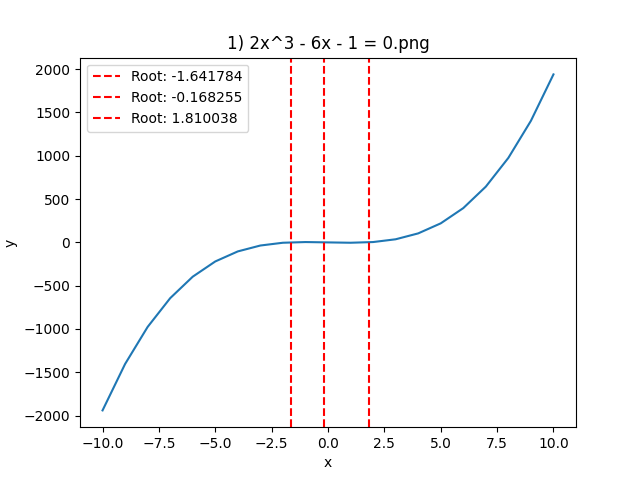 1) 2x^3 - 6x - 1 = 0.png
Root: -1.641784
Root: -0.168255
Root: 1.810038
2000
1500
1000
500
0
−500
−1000
−1500
−2000
y
−10.0 −7.5 −5.0 −2.5 0.0 2.5 5.0 7.5 10.0
x